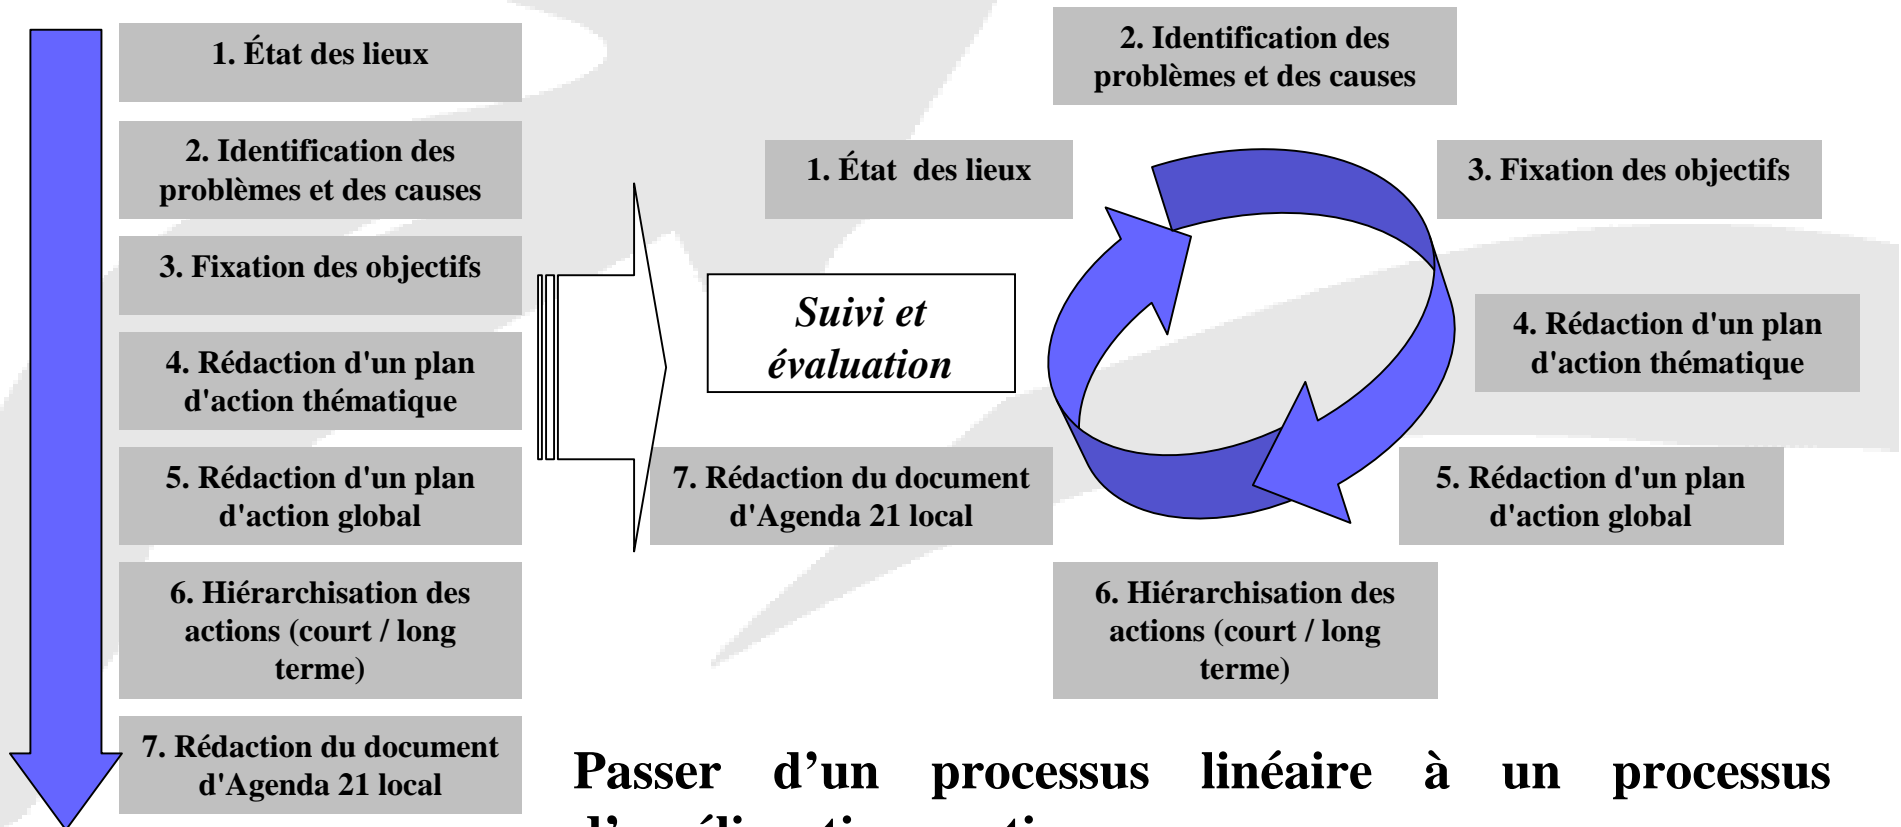 1. État des lieux
2. Identification des
problèmes et des causes
3. Fixation des objectifs
4. Rédaction d'un plan
d'action thématique
5. Rédaction d'un plan
d'action global
6. Hiérarchisation des
actions (court / long
terme)
7. Rédaction du document
d'Agenda 21 local
Suivi et
évaluation
1. État des lieux
2. Identification des
problèmes et des causes
3. Fixation des objectifs
4. Rédaction d'un plan
d'action thématique
5. Rédaction d'un plan
d'action global
6. Hiérarchisation des
actions (court / long
terme)
7. Rédaction du document
d'Agenda 21 local
Passer d’un processus linéaire à un processus